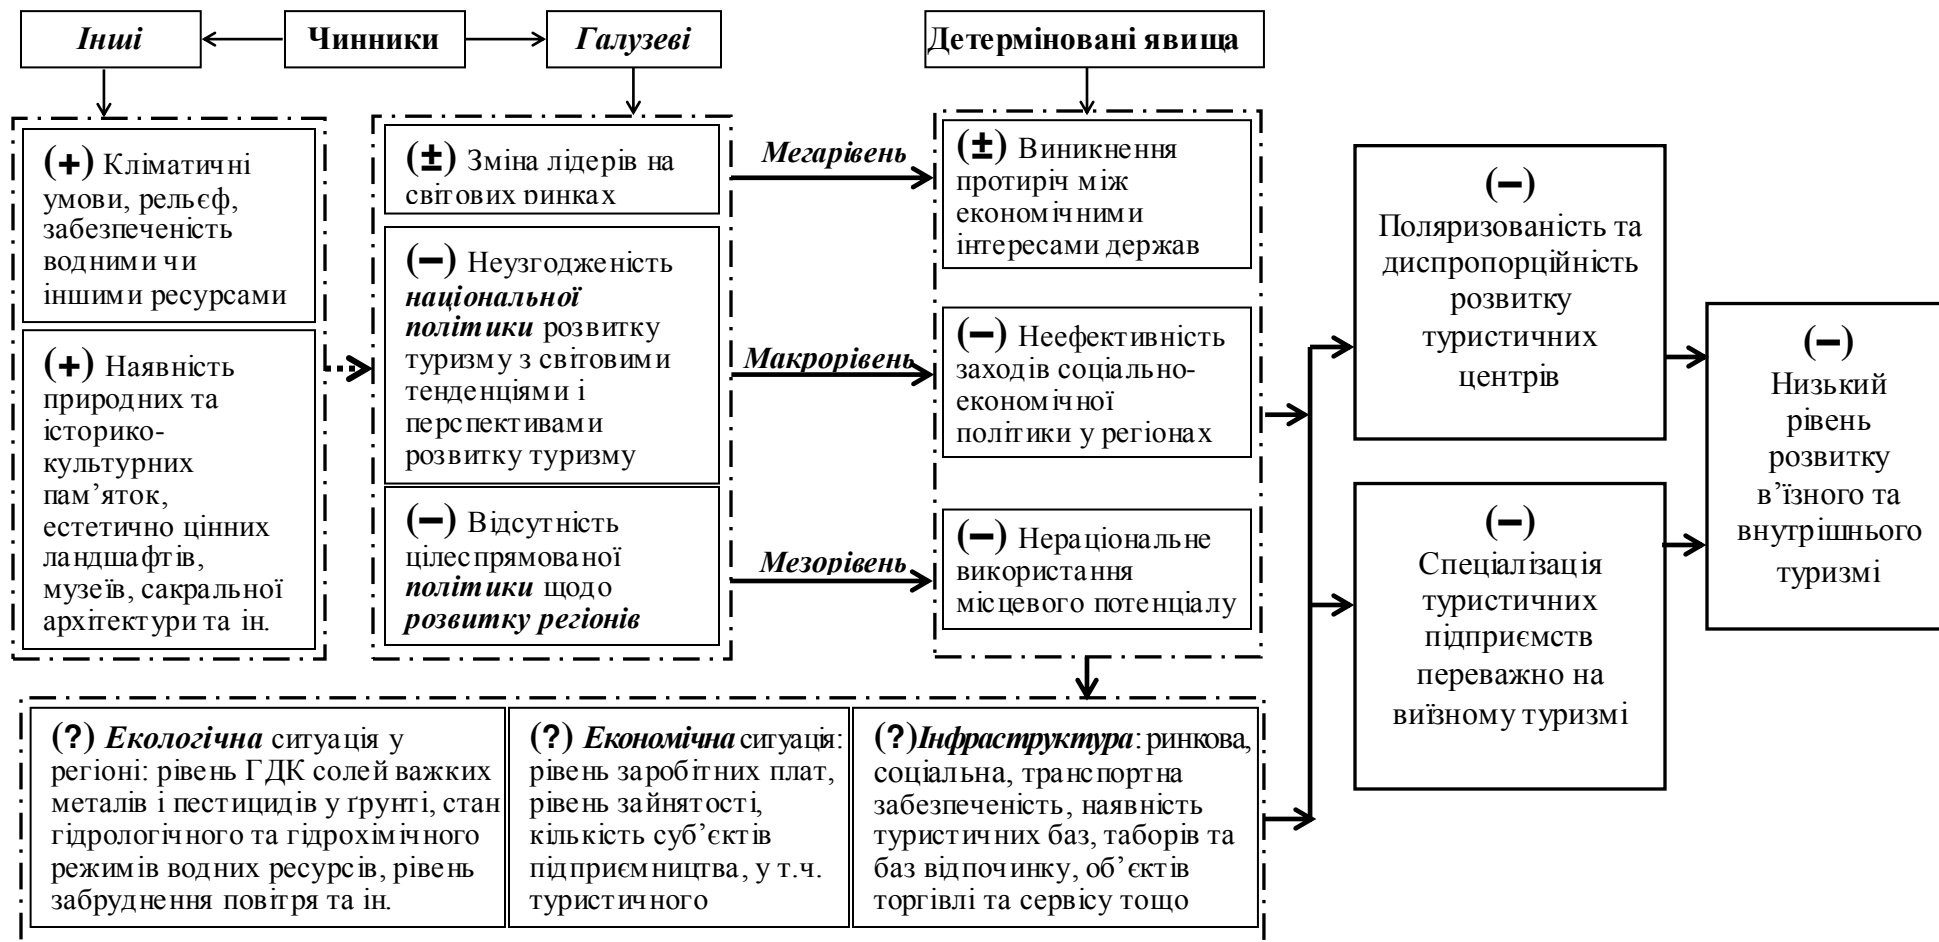 Інші
Чинники
Галузеві
Детерміновані явища
(+) Кліматичні
умови, рельєф,
забезпеченість
водними чи
іншими ресурсами
(+) Наявність
природних та
історико-
культурних
пам’яток,
естетично цінних
ландшафтів,
музеїв, сакральної
архітектури та ін.
(±) Зміна лідерів на
світових ринках
(–) Неузгодженість
національної
політики розвитку
туризму з світовими
тенденціями і
перспективами
розвитку туризму
(–) Відсутність
цілеспрямованої
політики щодо
розвитку регіонів
Мегарівень
Макрорівень
Мезорівень
(±) Виникнення
протиріч між
економічними
інтересами держав
(–) Неефективність
заходів соціально-
економічної
політики у регіонах
(–) Нераціональне
використання
місцевого потенціалу
(–)
Поляризованість та
диспропорційність
розвитку
туристичних
центрів
(–)
Спеціалізація
туристичних
підприємств
переважно на
виїзному туризмі
(–)
Низький
рівень
розвитку
в’їзного та
внутрішнього
туризмі
(?) Екологічна ситуація у
регіоні: рівень ГДК солей важких
металів і пестицидів у ґрунті, стан
гідрологічного та гідрохімічного
режимів водних ресурсів, рівень
забруднення повітря та ін.
(?) Економічна ситуація:
рівень заробітних плат,
рівень зайнятості,
кількість суб’єктів
підприємництва, у т.ч.
туристичного
(?)Інфраструктура: ринкова,
соціальна, транспортна
забезпеченість, наявність
туристичних баз, таборів та
баз відпочинку, об’єктів
торгівлі та сервісу тощо